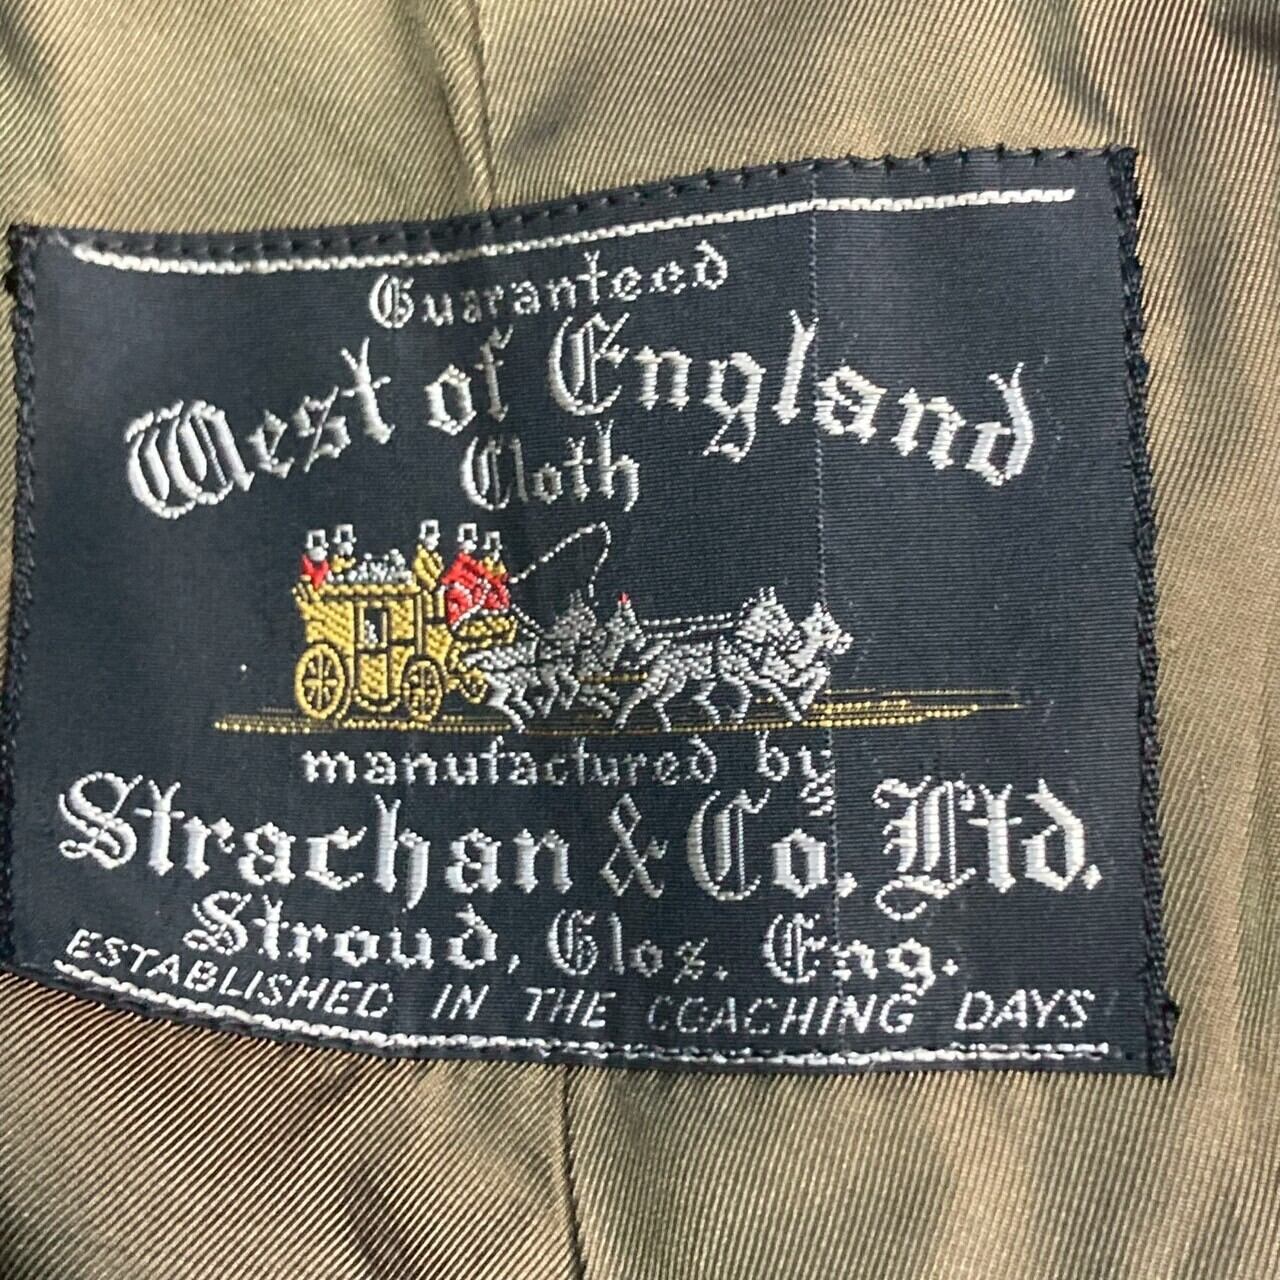 Guaranteed
West of England
Cloth
manufactured by
Strachan & Co. Ltd.
Stroud, Glos. Eng.
ESTABLISHED IN THE COACHING DAYS